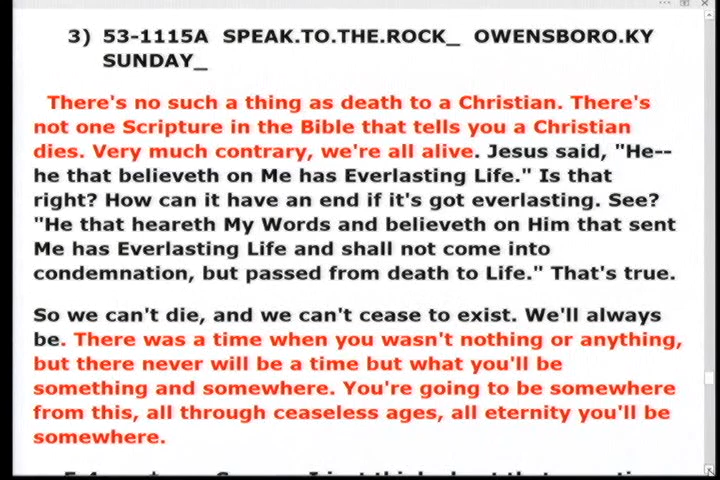 3) 53-1115A SPEAK.TO.THE.ROCK_ OWENSBORO.KY
SUNDAY_
There's no such a thing as death to a Christian. There's
not one Scripture in the Bible that tells you a Christian
dies. Very much contrary, we're all alive. Jesus said, "He--
he that believeth on Me has Everlasting Life." Is that
right? How can it have an end if it's got everlasting. See?
"He that heareth My Words and believeth on Him that sent
Me has Everlasting Life and shall not come into
condemnation, but passed from death to Life." That's true.
So we can't die, and we can't cease to exist. We'll always
be. There was a time when you wasn't nothing or anything,
but there never will be a time but what you'll be
something and somewhere. You're going to be somewhere
from this, all through ceaseless ages, all eternity you'll be
somewhere.